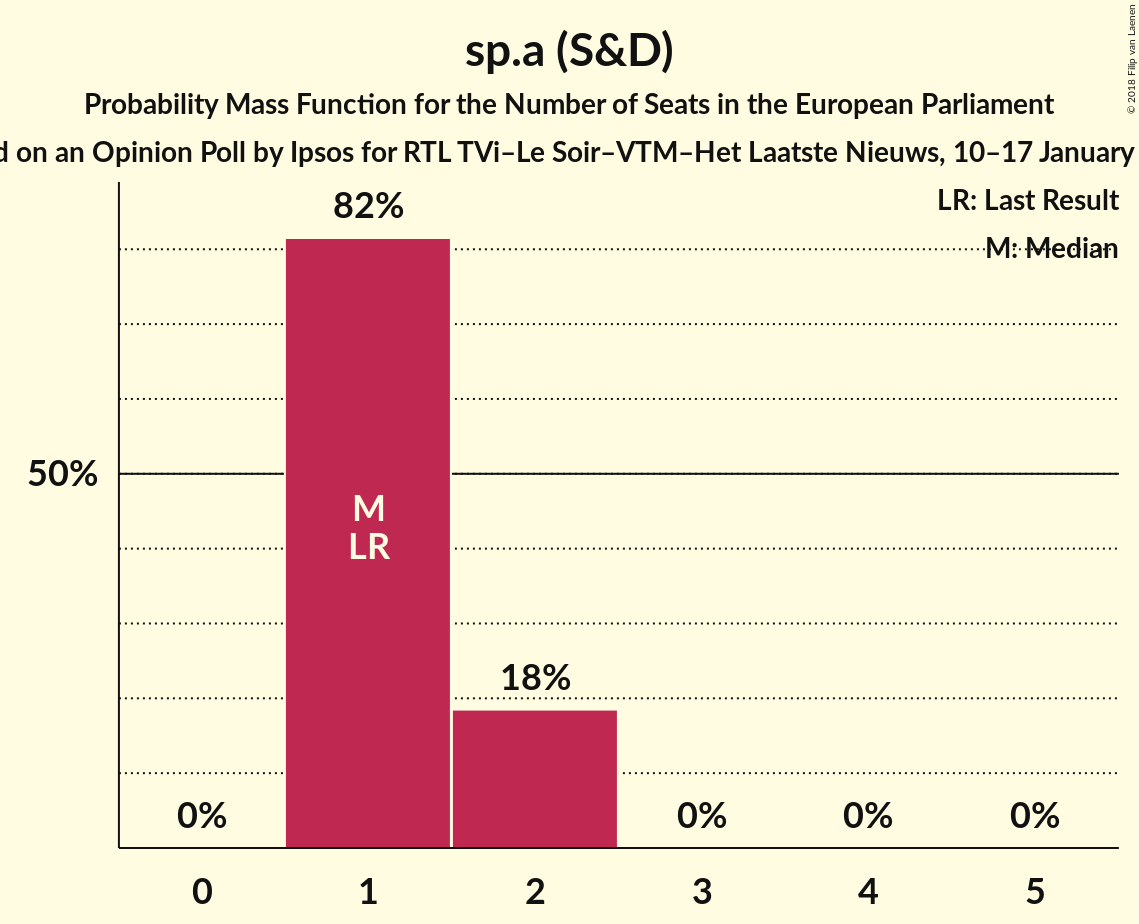 sp.a (S&D)
Probability Mass Function for the Number of Seats in the European Parliament
on an Opinion Poll by Ipsos for RTL TVi–Le Soir–VTM–Het Laatste Nieuws, 10–17 January
© 2018 Filip van Laenen
LR: Last Result
M: Median
82%
50%
M
LR
18%
0%
0%
0%
0%
0
1
2
3
4
5